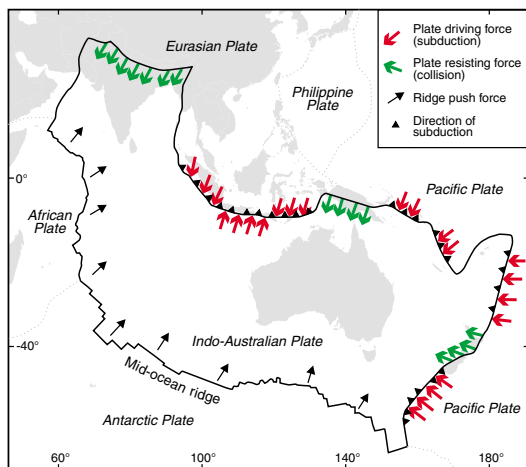 Eurasian Plate
Philippine
Plate
Plate driving force
(subduction)
Plate resisting force
(collision)
Ridge push force
Direction of
subduction
0°
African
Plate
Pacific Plate
Indo-Australian Plate
-40°
Mid-ocean ridge
Antarctic Plate
Pacific Plate
60°
100°
140°
180°